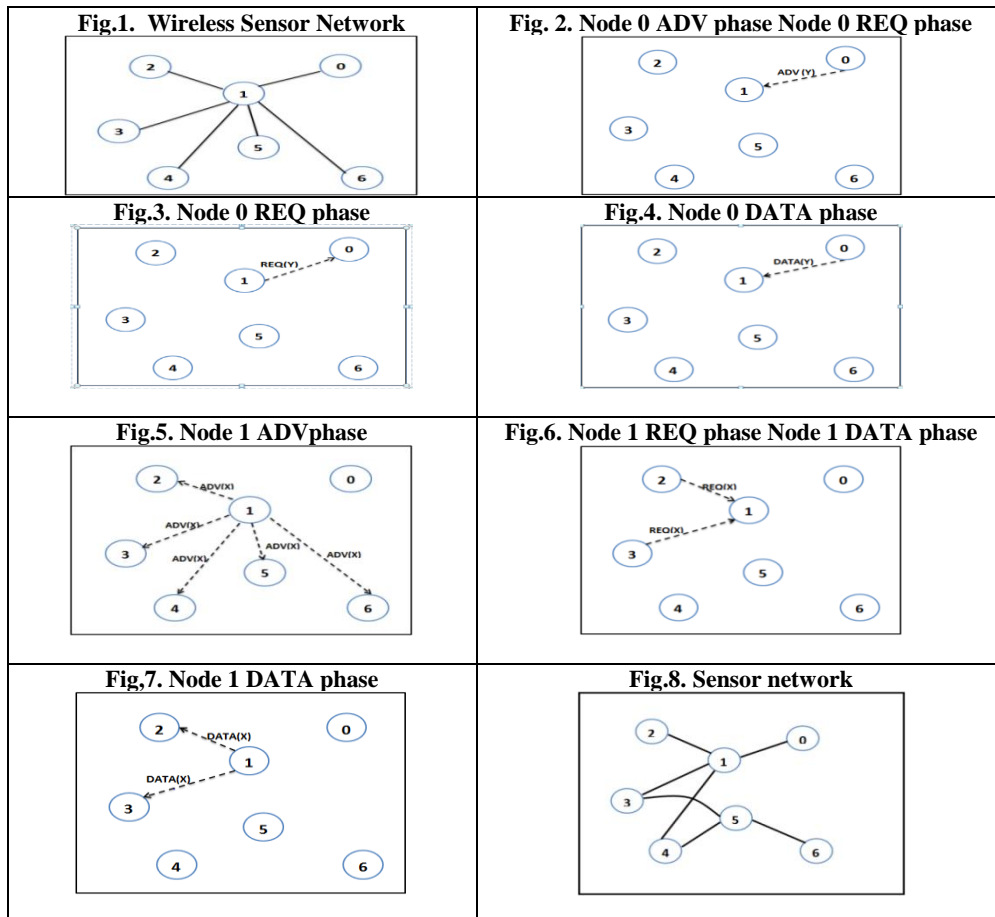 Fig.1. Wireless Sensor Network
2
0
1
3
5
4
6
Fig. 2. Node 0 ADV phase Node 0 REQ phase
2
0
ADV (Y)
1
3
5
4
6
Fig.3. Node 0 REQ phase
2
0
REQ(Y)
1
3
5
4
6
Fig.4. Node 0 DATA phase
2
0
DATA(Y)
1
3
5
4
6
Fig.5. Node 1 ADVphase
2
0
ADV(X)
1
ADV(X)
3
ADV(X)
ADV(X)
ADV(X)
5
4
6
Fig.6. Node 1 REQ phase Node 1 DATA phase
2
0
REQ(X)
1
REQ(X)
3
5
4
6
Fig,7. Node 1 DATA phase
2
0
DATA(X)
1
DATA(X)
3
5
4
6
Fig.8. Sensor network
2
0
1
3
5
4
6